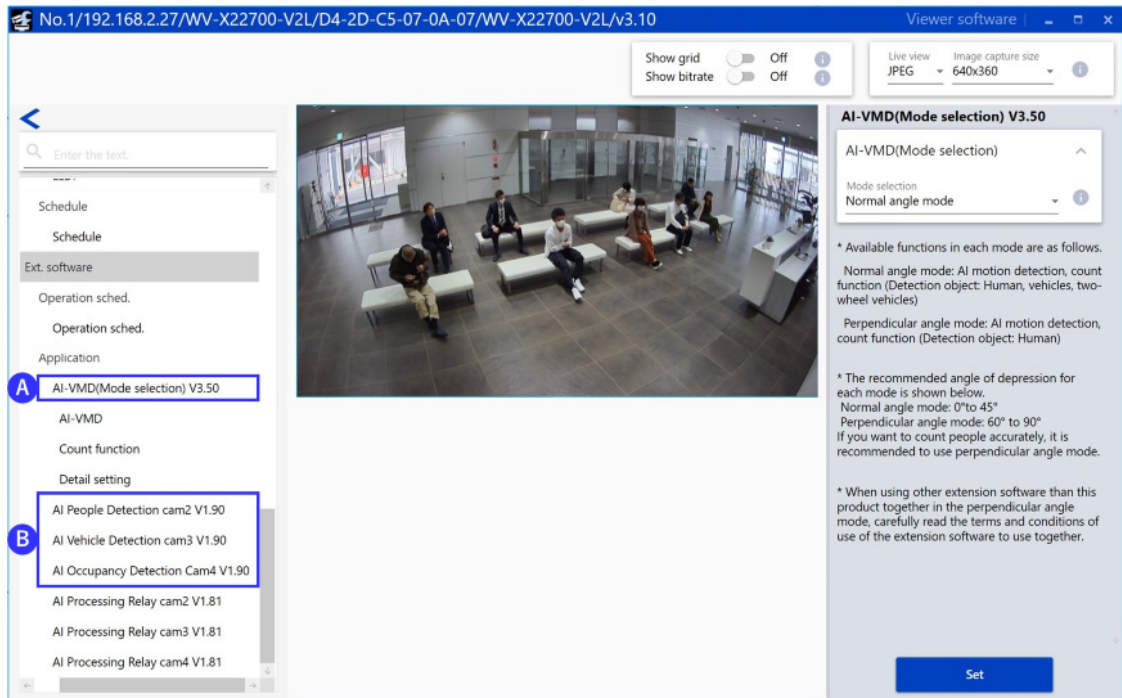 No.1/192.168.2.27/WV-X22700-V2L/D4-2D-C5-07-0A-07/WV-X22700-V2L/v3.10
Viewer software
Show grid Off
Show bitrate Off
Live view
JPEG
Image capture size
640x360
Enter the text.
Schedule
Schedule
Ext. software
Operation sched.
Operation sched.
Application
A
AI-VMD(Mode selection) V3.50
AI-VMD
Count function
Detail setting
B
AI People Detection cam2 V1.90
AI Vehicle Detection cam3 V1.90
AI Occupancy Detection Cam4 V1.90
AI Processing Relay cam2 V1.81
AI Processing Relay cam3 V1.81
AI Processing Relay cam4 V1.81
AI-VMD(Mode selection) V3.50
AI-VMD(Mode selection)
Mode selection
Normal angle mode
* Available functions in each mode are as follows.
Normal angle mode: AI motion detection, count
function (Detection object: Human, vehicles, two-
wheel vehicles)
Perpendicular angle mode: AI motion detection,
count function (Detection object: Human)
* The recommended angle of depression for
each mode is shown below.
Normal angle mode: 0°to 45°
Perpendicular angle mode: 60° to 90°
If you want to count people accurately, it is
recommended to use perpendicular angle mode.
* When using other extension software than this
product together in the perpendicular angle
mode, carefully read the terms and conditions of
use of the extension software to use together.
Set